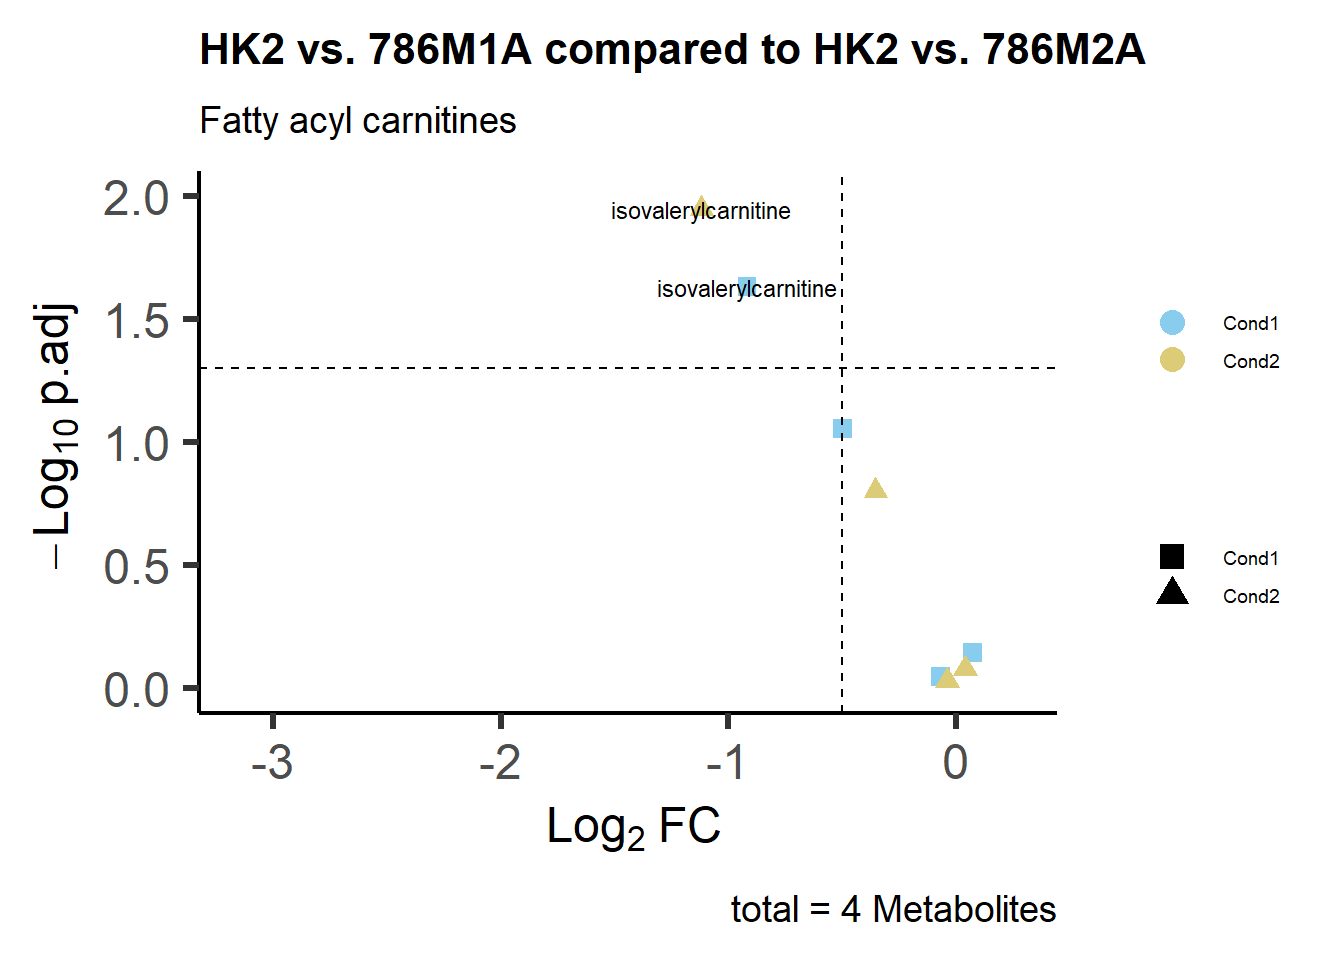 HK2 vs. 786M1A compared to HK2 vs. 786M2A
Fatty acyl carnitines
−Log10 p.adj
2.0
1.5
1.0
0.5
0.0
isovalerylcarnitine
isovalerylcarnitine
Cond1
Cond2
Cond1
Cond2
-3 -2 -1 0
Log2 FC
total = 4 Metabolites